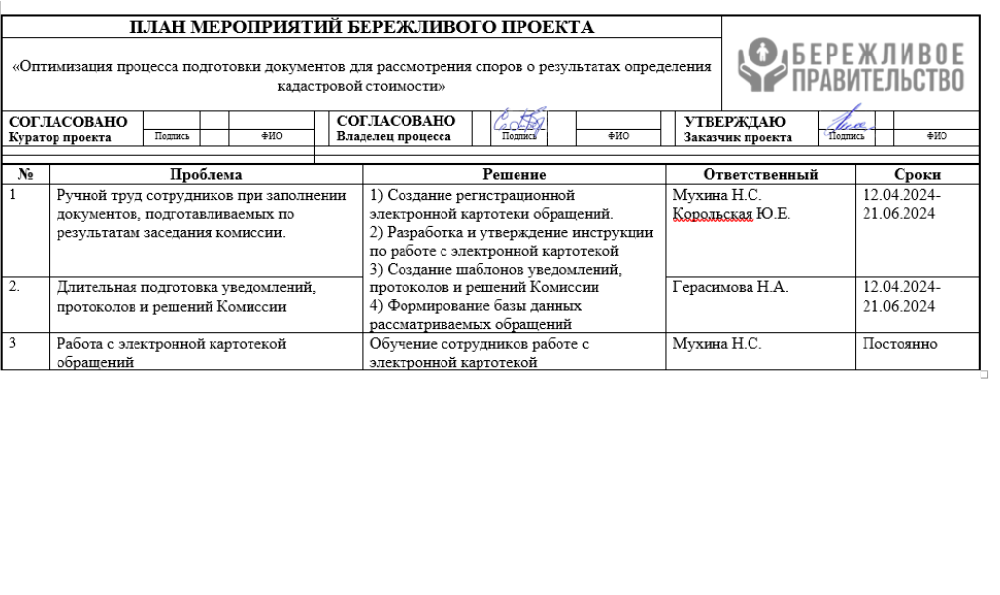 ПЛАН МЕРОПРИЯТИЙ БЕРЕЖЛИВОГО ПРОЕКТА
«Оптимизация процесса подготовки документов для рассмотрения споров о результатах определения
кадастровой стоимости»
БЕРЕЖЛИВОЕ
ПРАВИТЕЛЬСТВО
СОГЛАСОВАНО
Куратор проекта
Подпись
ФИО
СОГЛАСОВАНО
Владелец процесса
Подпись
ФИО
УТВЕРЖДАЮ
Заказчик проекта
Подпись
ФИО
№ Проблема Решение Ответственный Сроки
1
Ручной труд сотрудников при заполнении
документов, подготавливаемых по
результатам заседания комиссии.
1) Создание регистрационной
электронной картотеки обращений.
2) Разработка и утверждение инструкции
по работе с электронной картотекой
3) Создание шаблонов уведомлений,
протоколов и решений Комиссии
4) Формирование базы данных
рассматриваемых обращений
Мухина Н.С.
Корольская Ю.Е.
12.04.2024-
21.06.2024
2.
Длительная подготовка уведомлений,
протоколов и решений Комиссии
Герасимова Н.А.
12.04.2024-
21.06.2024
3
Работа с электронной картотекой
обращений
Обучение сотрудников работе с
электронной картотекой
Мухина Н.С.
Постоянно